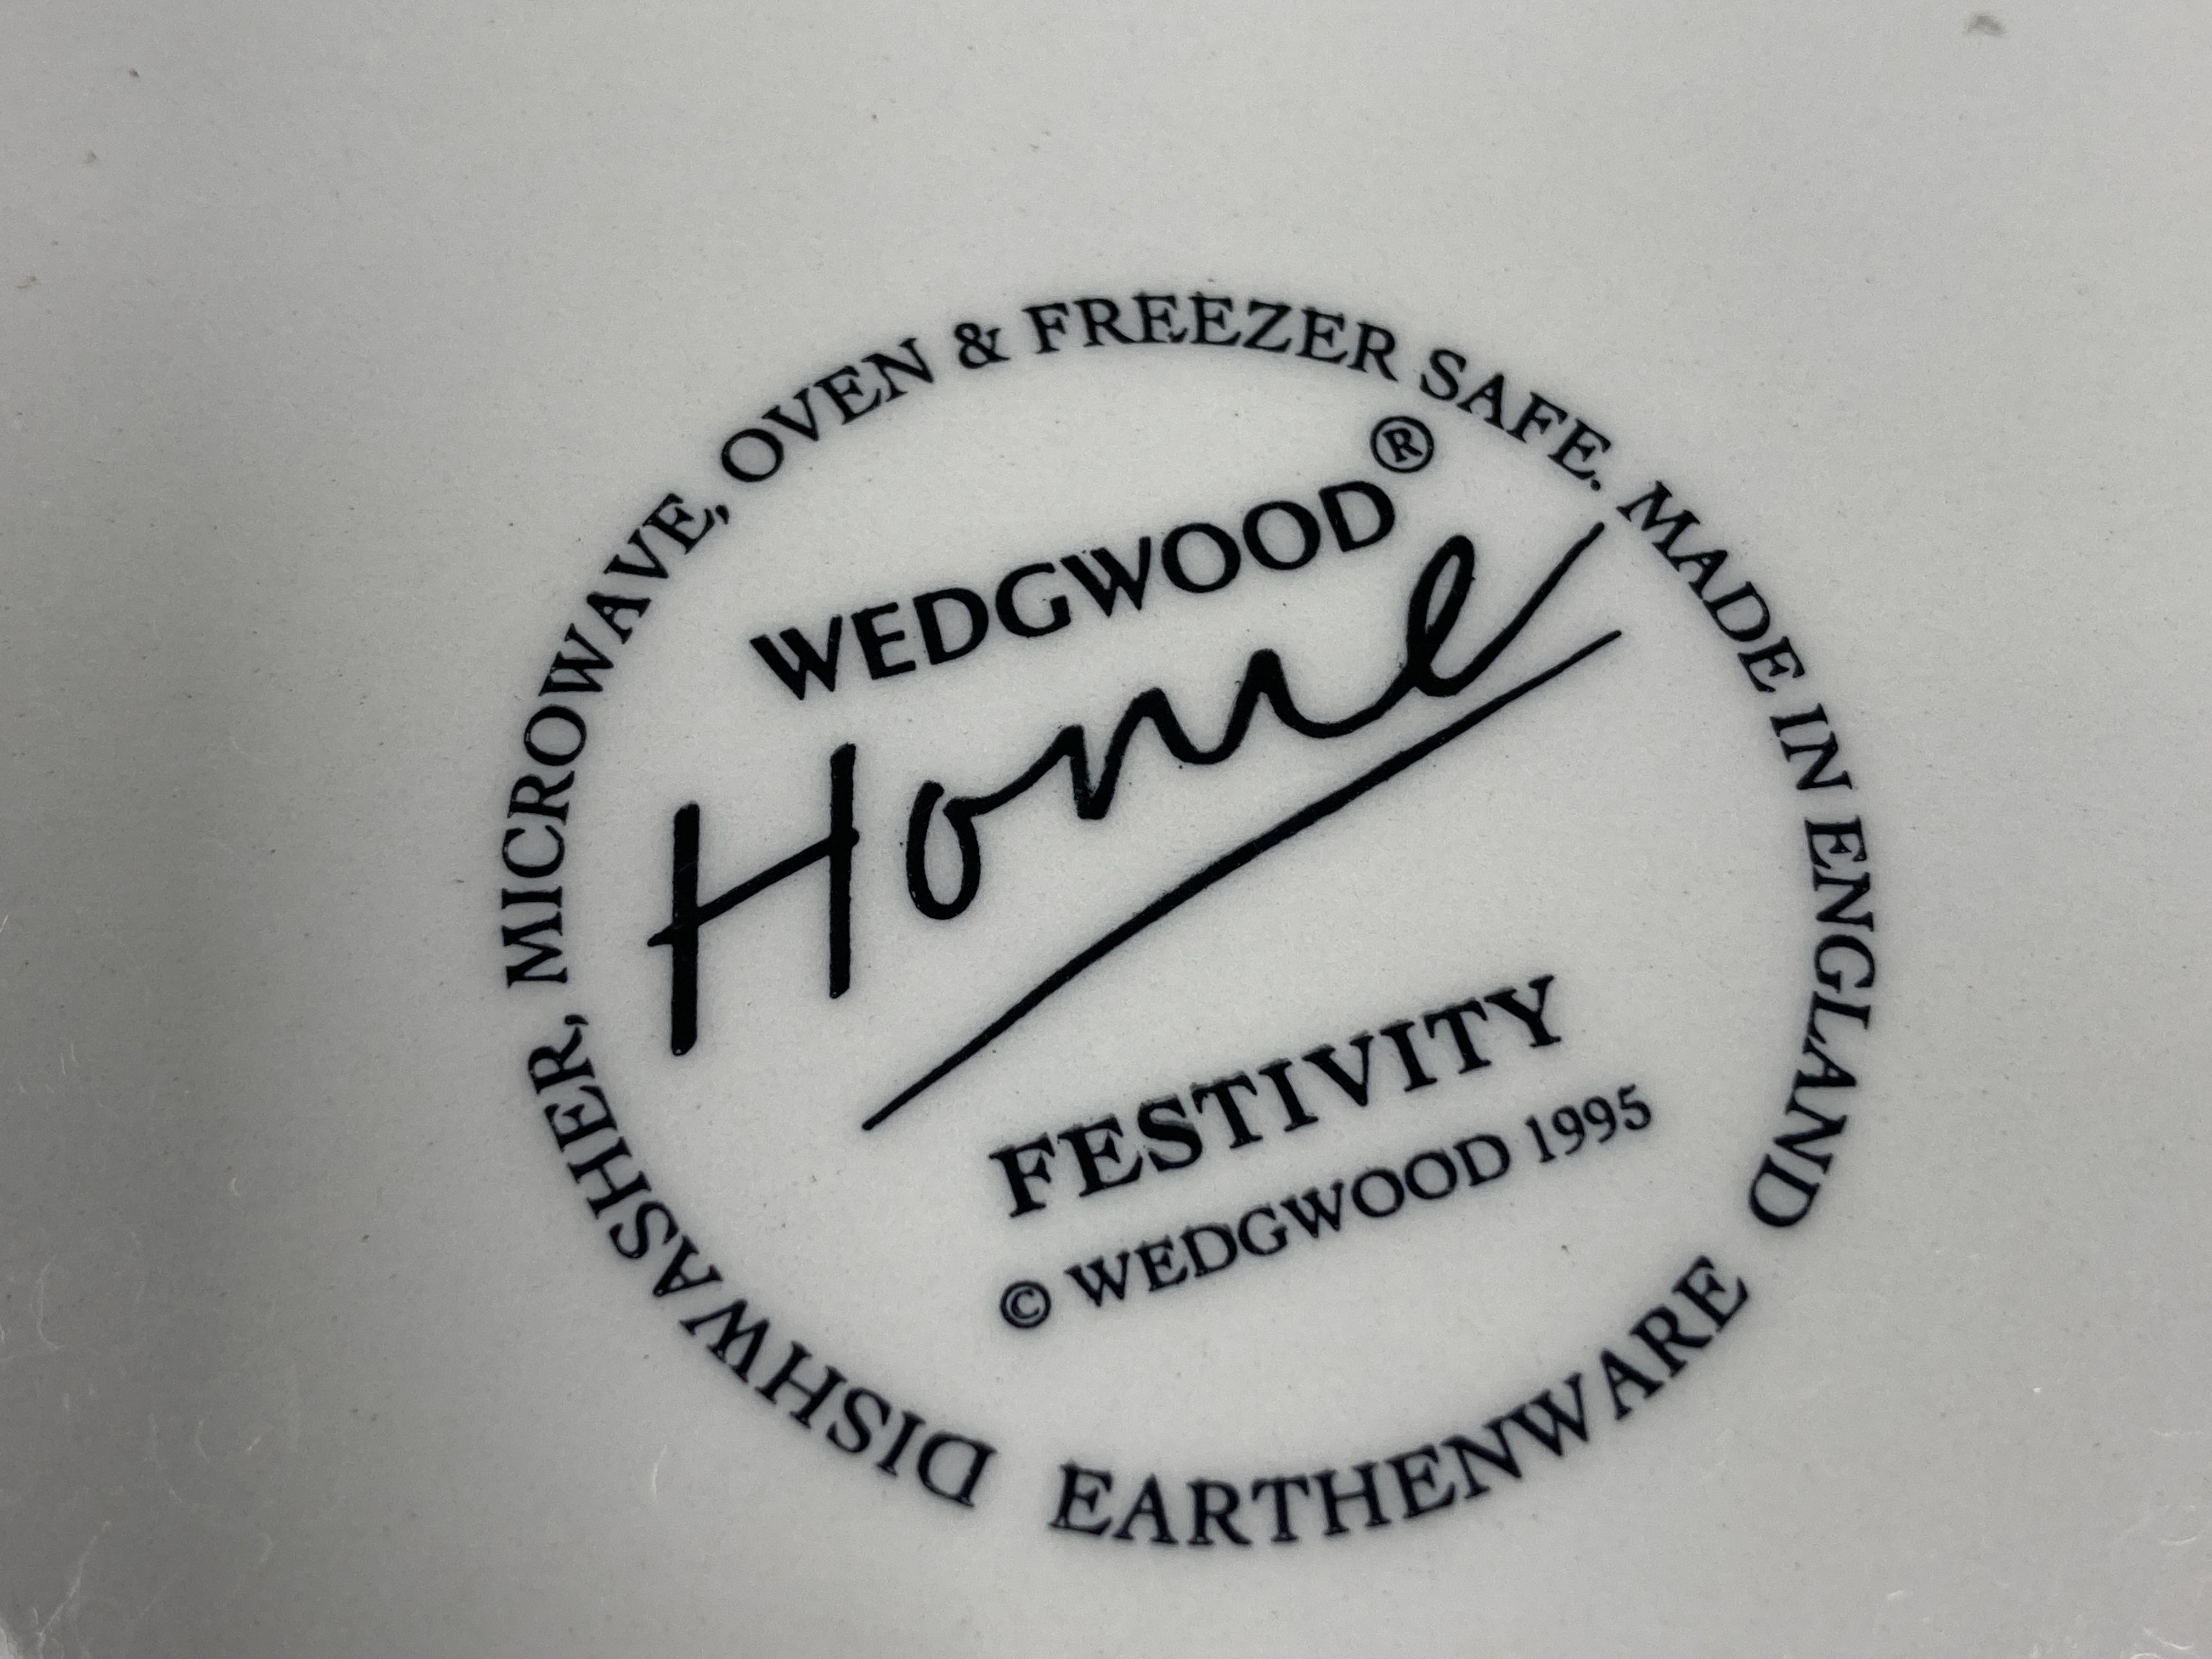 DISHWASHER, MICROWAVE, OVEN & FREEZER SAFE. MADE IN ENGLAND
WEDGWOOD®
Home
FESTIVITY
© WEDGWOOD 1995
EARTHENWARE